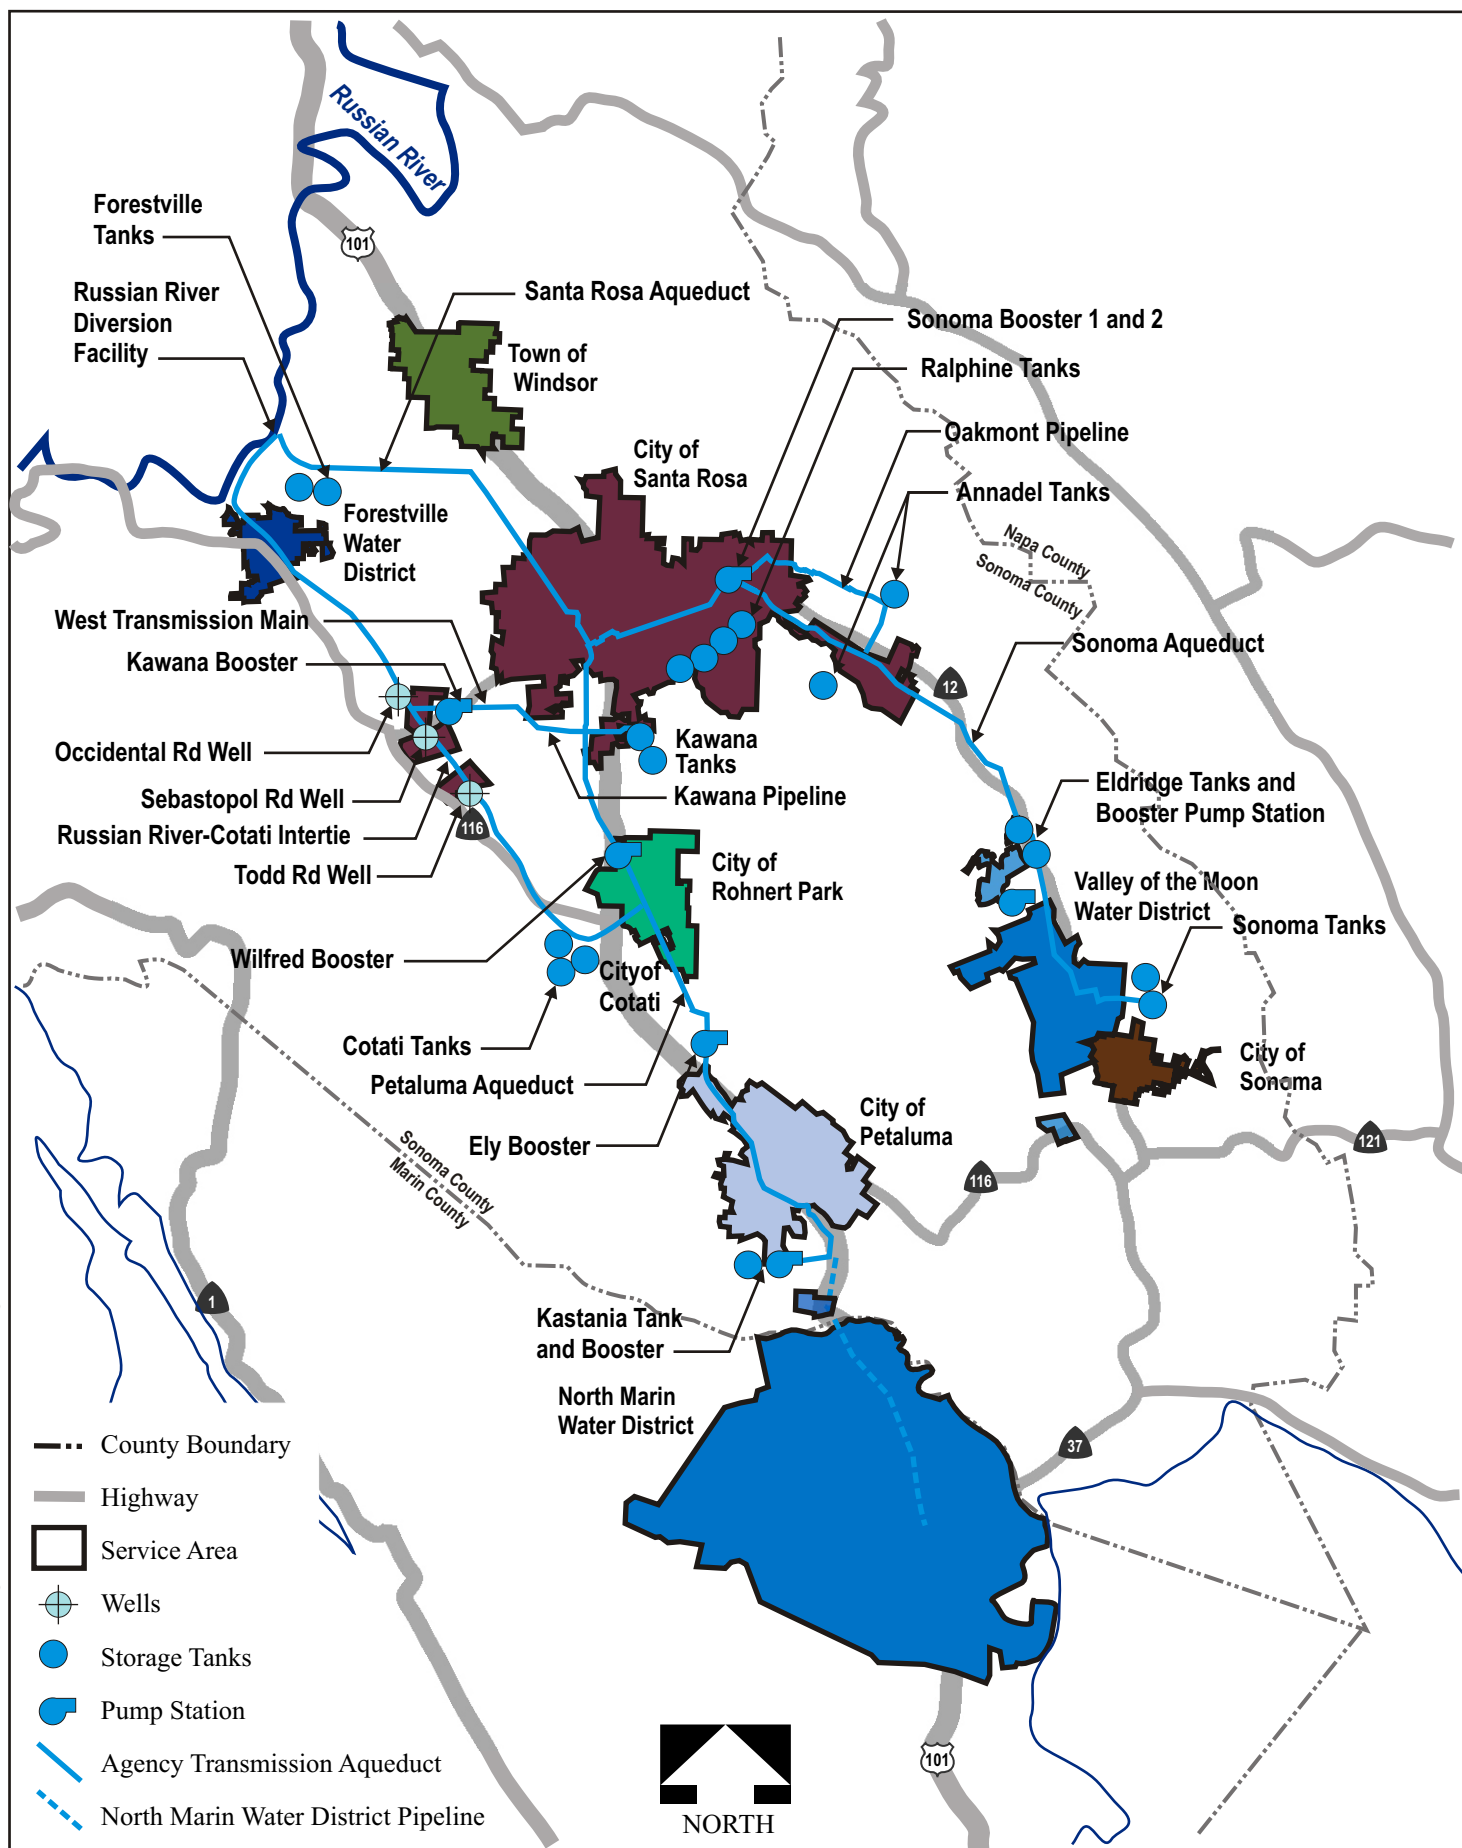 Russian River
Forestville
Tanks
101
Russian River
Diversion
Facility
Santa Rosa Aqueduct
Sonoma Booster 1 and 2
Town of
Windsor
Ralphine Tanks
Oakmont Pipeline
City of
Santa Rosa
Annadel Tanks
Forestville
Water
District
Napa County
Sonoma County
West Transmission Main
Kawana Booster
Sonoma Aqueduct
12
Occidental Rd Well
Kawana
Tanks
Sebastopol Rd Well
Kawana Pipeline
Eldridge Tanks and
Booster Pump Station
Russian River-Cotati Intertie
116
Todd Rd Well
City of
Rohnert Park
Valley of the Moon
Water District
Sonoma Tanks
Wilfred Booster
Cityof
Cotati
Cotati Tanks
Petaluma Aqueduct
City of
Sonoma
City of
Petaluma
Ely Booster
121
Sonoma County
Marin County
116
1
Kastania Tank
and Booster
North Marin
Water District
37
County Boundary
Highway
Service Area
Wells
Storage Tanks
Pump Station
Agency Transmission Aqueduct
North Marin Water District Pipeline
101
NORTH